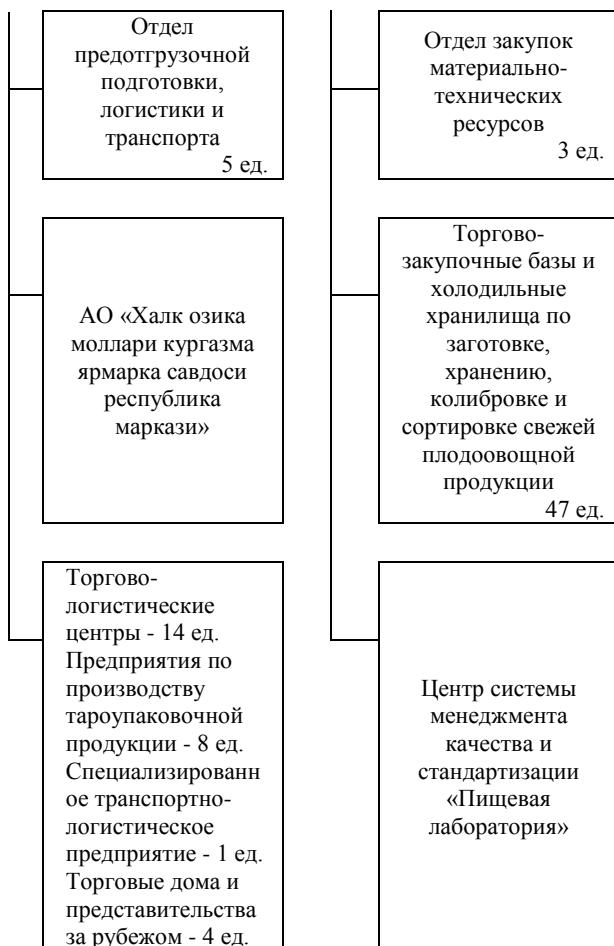 Отдел
предотгрузочной
подготовки,
логистики и
транспорта
5 ед.
Отдел закупок
материально-
технических
ресурсов
3 ед.
АО «Халк озика
моллари кургазма
ярмарка савдоси
республика
маркази»
Торгово-
закупочные базы и
холодильные
хранилища по
заготовке,
хранению,
колибровке и
сортировке свежей
плодоовощной
продукции
47 ед.
Торгово-
логистические
центры - 14 ед.
Предприятия по
производству
тароупаковочной
продукции - 8 ед.
Специализированн
ое транспортно-
логистическое
предприятие - 1 ед.
Торговые дома и
представительства
за рубежом - 4 ед.
Центр системы
менеджмента
качества и
стандартизации
«Пищевая
лаборатория»